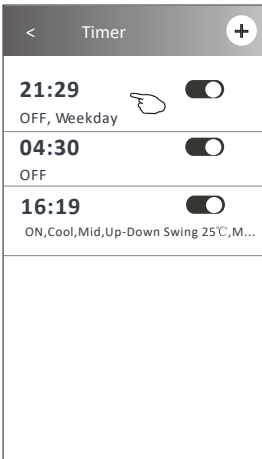 < Timer +
21:29
OFF, Weekday
04:30
OFF
16:19
ON,Cool,Mid,Up-Down Swing 25℃,M...